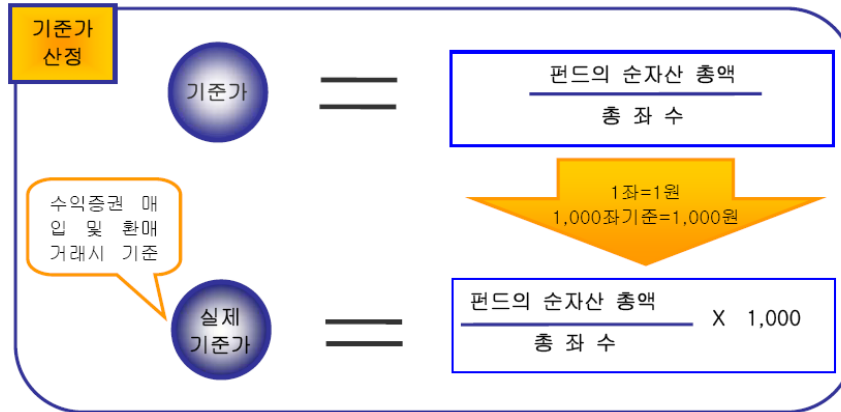 기준가
산정
기준가
펀드의 순자산 총액
총 좌 수
1좌=1원
1,000좌기준=1,000원
수익증권 매
입 및 환매
거래시 기준
실제
기준가
펀드의 순자산 총액
X 1,000
총 좌 수